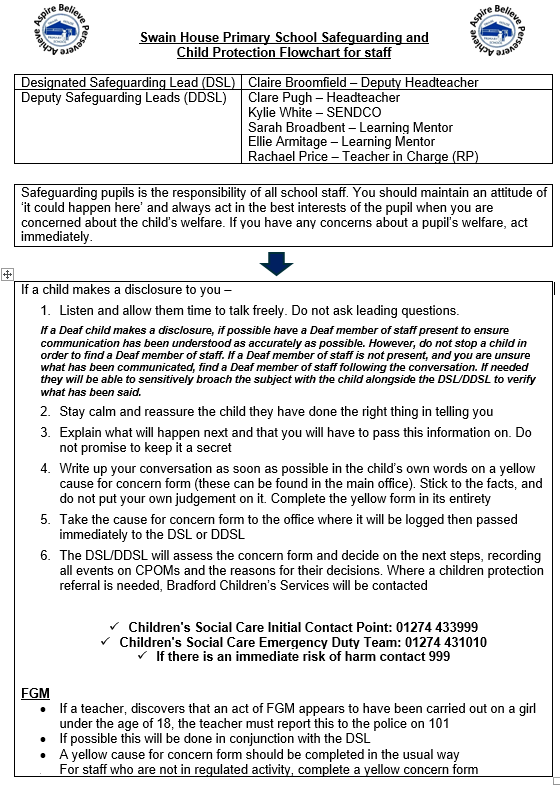 Aspire Believe Persevere Achieve
Aspire Believe Persevere Achieve
Swain House Primary School Safeguarding and
Child Protection Flowchart for staff
Designated Safeguarding Lead (DSL) Claire Broomfield – Deputy Headteacher
Deputy Safeguarding Leads (DDSL) Clare Pugh – Headteacher
Kylie White – SENDCO
Sarah Broadbent – Learning Mentor
Ellie Armitage – Learning Mentor
Rachael Price – Teacher in Charge (RP)
Safeguarding pupils is the responsibility of all school staff. You should maintain an attitude of
'it could happen here' and always act in the best interests of the pupil when you are
concerned about the child's welfare. If you have any concerns about a pupil's welfare, act
immediately.
If a child makes a disclosure to you –
1. Listen and allow them time to talk freely. Do not ask leading questions.
If a Deaf child makes a disclosure, if possible have a Deaf member of staff present to ensure
communication has been understood as accurately as possible. However, do not stop a child in
order to find a Deaf member of staff. If a Deaf member of staff is not present, and you are unsure
what has been communicated, find a Deaf member of staff following the conversation. If needed
they will be able to sensitively broach the subject with the child alongside the DSL/DDSL to verify
what has been said.
2. Stay calm and reassure the child they have done the right thing in telling you
3. Explain what will happen next and that you will have to pass this information on. Do
not promise to keep it a secret
4. Write up your conversation as soon as possible in the child's own words on a yellow
cause for concern form (these can be found in the main office). Stick to the facts, and
do not put your own judgement on it. Complete the yellow form in its entirety
5. Take the cause for concern form to the office where it will be logged then passed
immediately to the DSL or DDSL
6. The DSL/DDSL will assess the concern form and decide on the next steps, recording
all events on CPOMs and the reasons for their decisions. Where a children protection
referral is needed, Bradford Children's Services will be contacted
✓ Children's Social Care Initial Contact Point: 01274 433999
✓ Children's Social Care Emergency Duty Team: 01274 431010
✓ If there is an immediate risk of harm contact 999
FGM
• If a teacher, discovers that an act of FGM appears to have been carried out on a girl
under the age of 18, the teacher must report this to the police on 101
• If possible this will be done in conjunction with the DSL
• A yellow cause for concern form should be completed in the usual way
For staff who are not in regulated activity, complete a yellow concern form